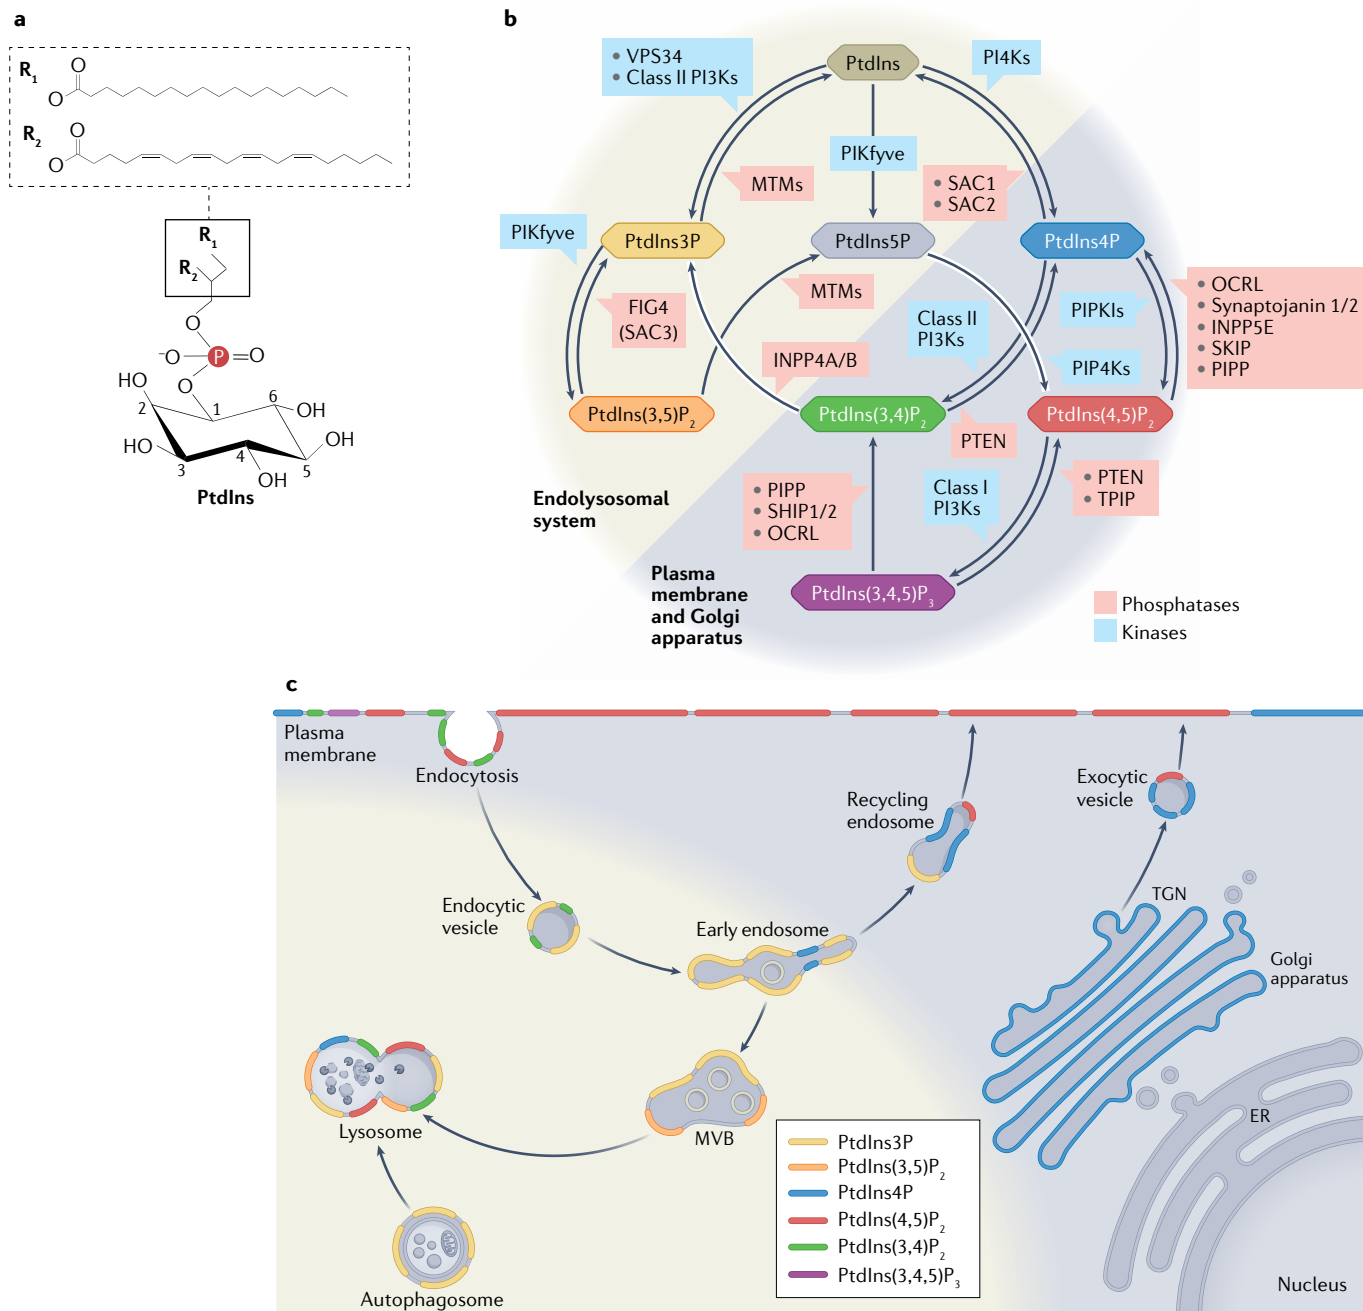 a
R1
O
O
R2
O
O
R1
R2
O
⁻O
P
O
O
HO
2
1
6
OH
HO
3
4
OH
5
OH
PtdIns
b
VPS34
Class II PI3Ks
PtdIns
PI4Ks
PIKfyve
MTMs
SAC1
SAC2
PIKfyve
PtdIns3P
PtdIns5P
PtdIns4P
FIG4
(SAC3)
MTMs
Class II
PI3Ks
PIPKIs
OCRL
Synaptojanin 1/2
INPP5E
SKIP
PIPP
INPP4A/B
PIP4Ks
PtdIns(3,5)P2
PtdIns(3,4)P2
PtdIns(4,5)P2
PTEN
Endolysosomal
system
PIPP
SHIP1/2
OCRL
Class I
PI3Ks
PTEN
TPIP
Plasma
membrane
and Golgi
apparatus
PtdIns(3,4,5)P3
Phosphatases
Kinases
c
Plasma
membrane
Endocytosis
Recycling
endosome
Exocytic
vesicle
Endocytic
vesicle
Early endosome
TGN
Golgi
apparatus
Lysosome
MVB
ER
Autophagosome
Nucleus
PtdIns3P
PtdIns(3,5)P2
PtdIns4P
PtdIns(4,5)P2
PtdIns(3,4)P2
PtdIns(3,4,5)P3